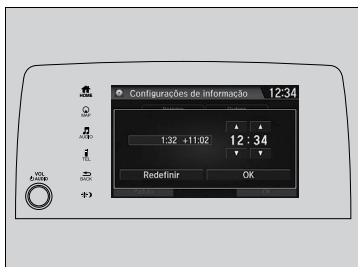 HOME
Configurações de informação 12:34
MAP
AUDIO
1:32 +11:02 12 : 34
TEL
VOL
AUDIO
BACK
Redefinir OK